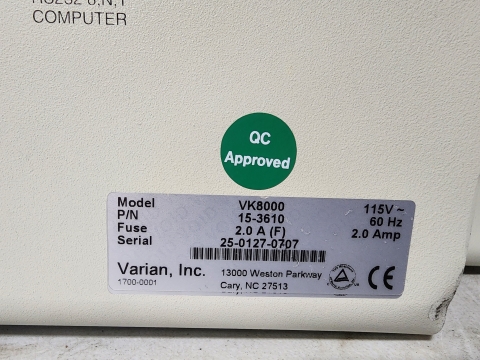 RS232 8,N,1
COMPUTER
QC
Approved
Model VK8000 115V~
P/N 15-3610 60 Hz
Fuse 2.0 A (F) 2.0 Amp
Serial 25-0127-0707
Varian, Inc. 13000 Weston Parkway
1700-0001 Cary, NC 27513
CE